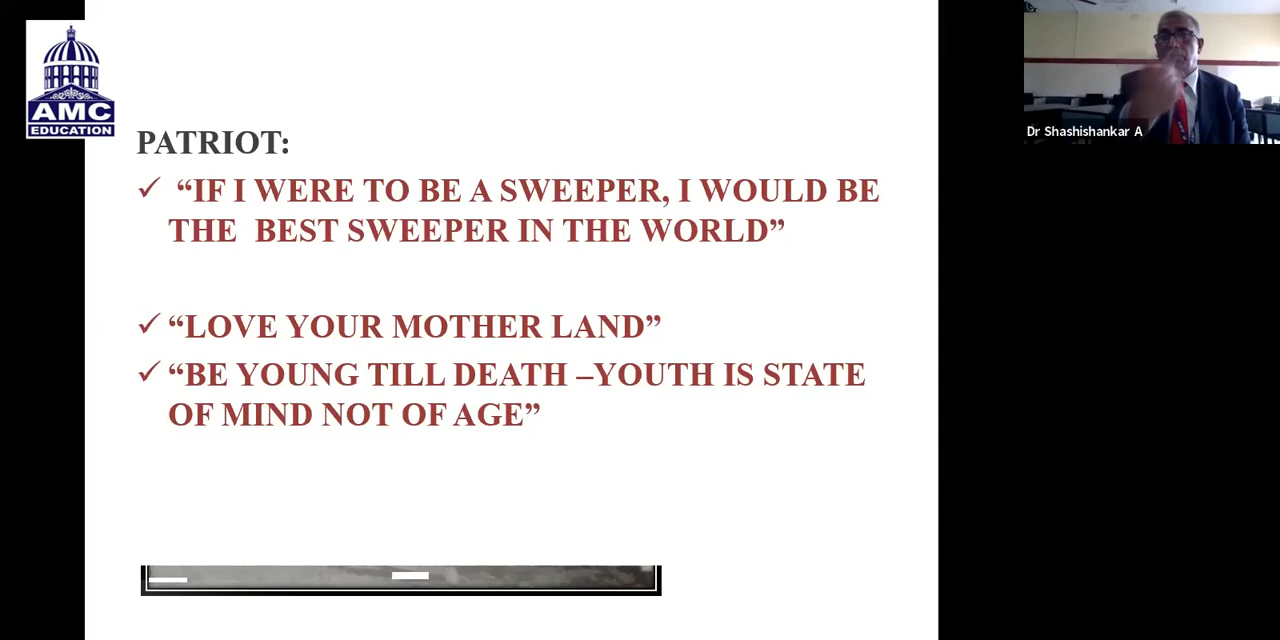 AMC
EDUCATION
Dr Shashishankar A
PATRIOT:
“IF I WERE TO BE A SWEEPER, I WOULD BE
THE BEST SWEEPER IN THE WORLD”
“LOVE YOUR MOTHER LAND”
“BE YOUNG TILL DEATH –YOUTH IS STATE
OF MIND NOT OF AGE”